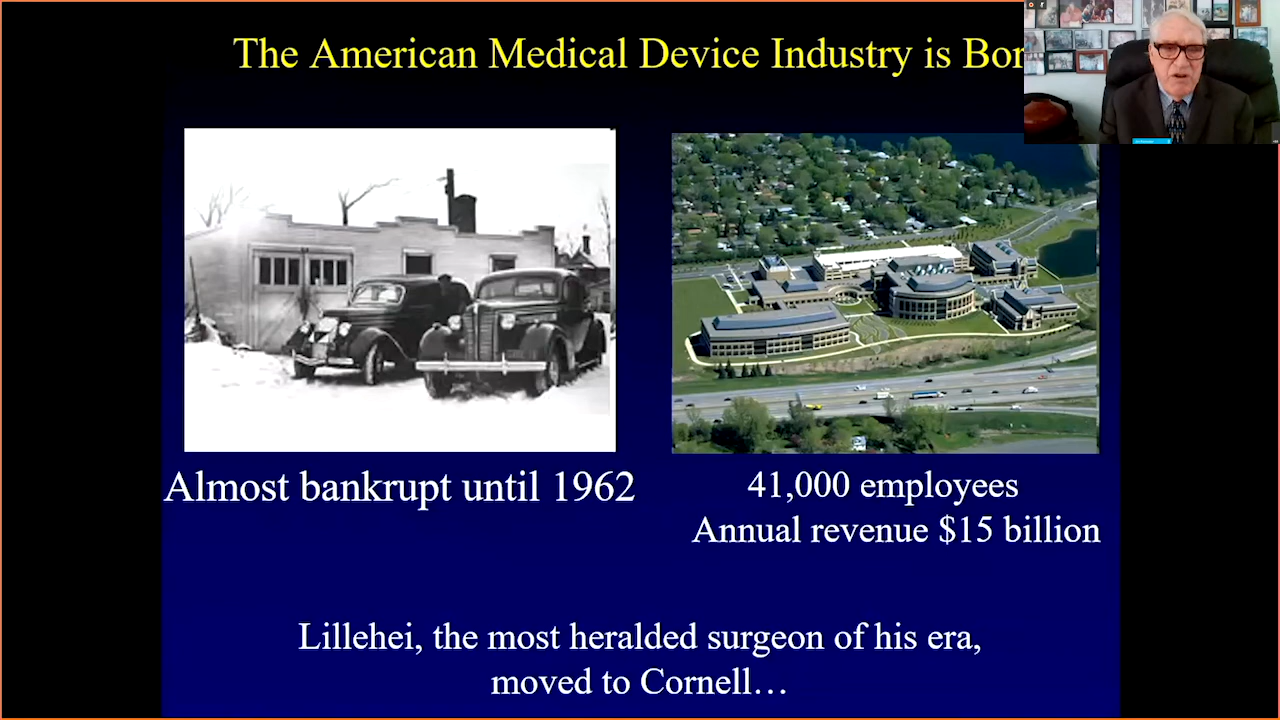 The American Medical Device Industry is Bor
Almost bankrupt until 1962
41,000 employees
Annual revenue $15 billion
Lillehei, the most heralded surgeon of his era,
moved to Cornell…